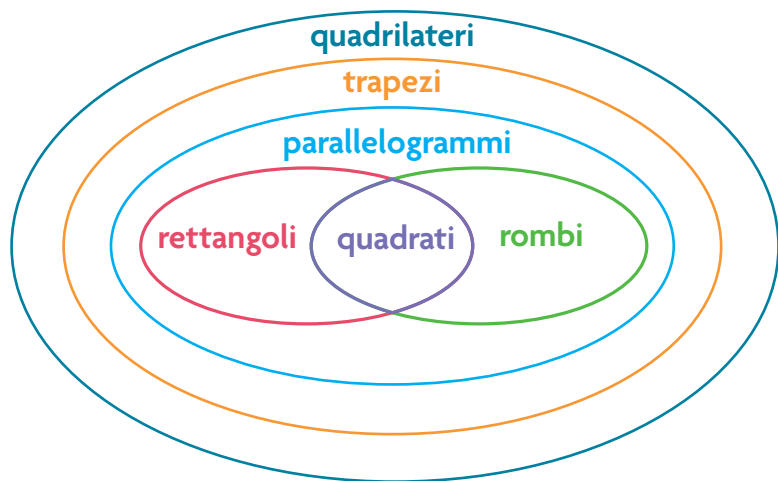 quadrilateri
trapezi
parallelogrammi
rettangoli quadrati rombi